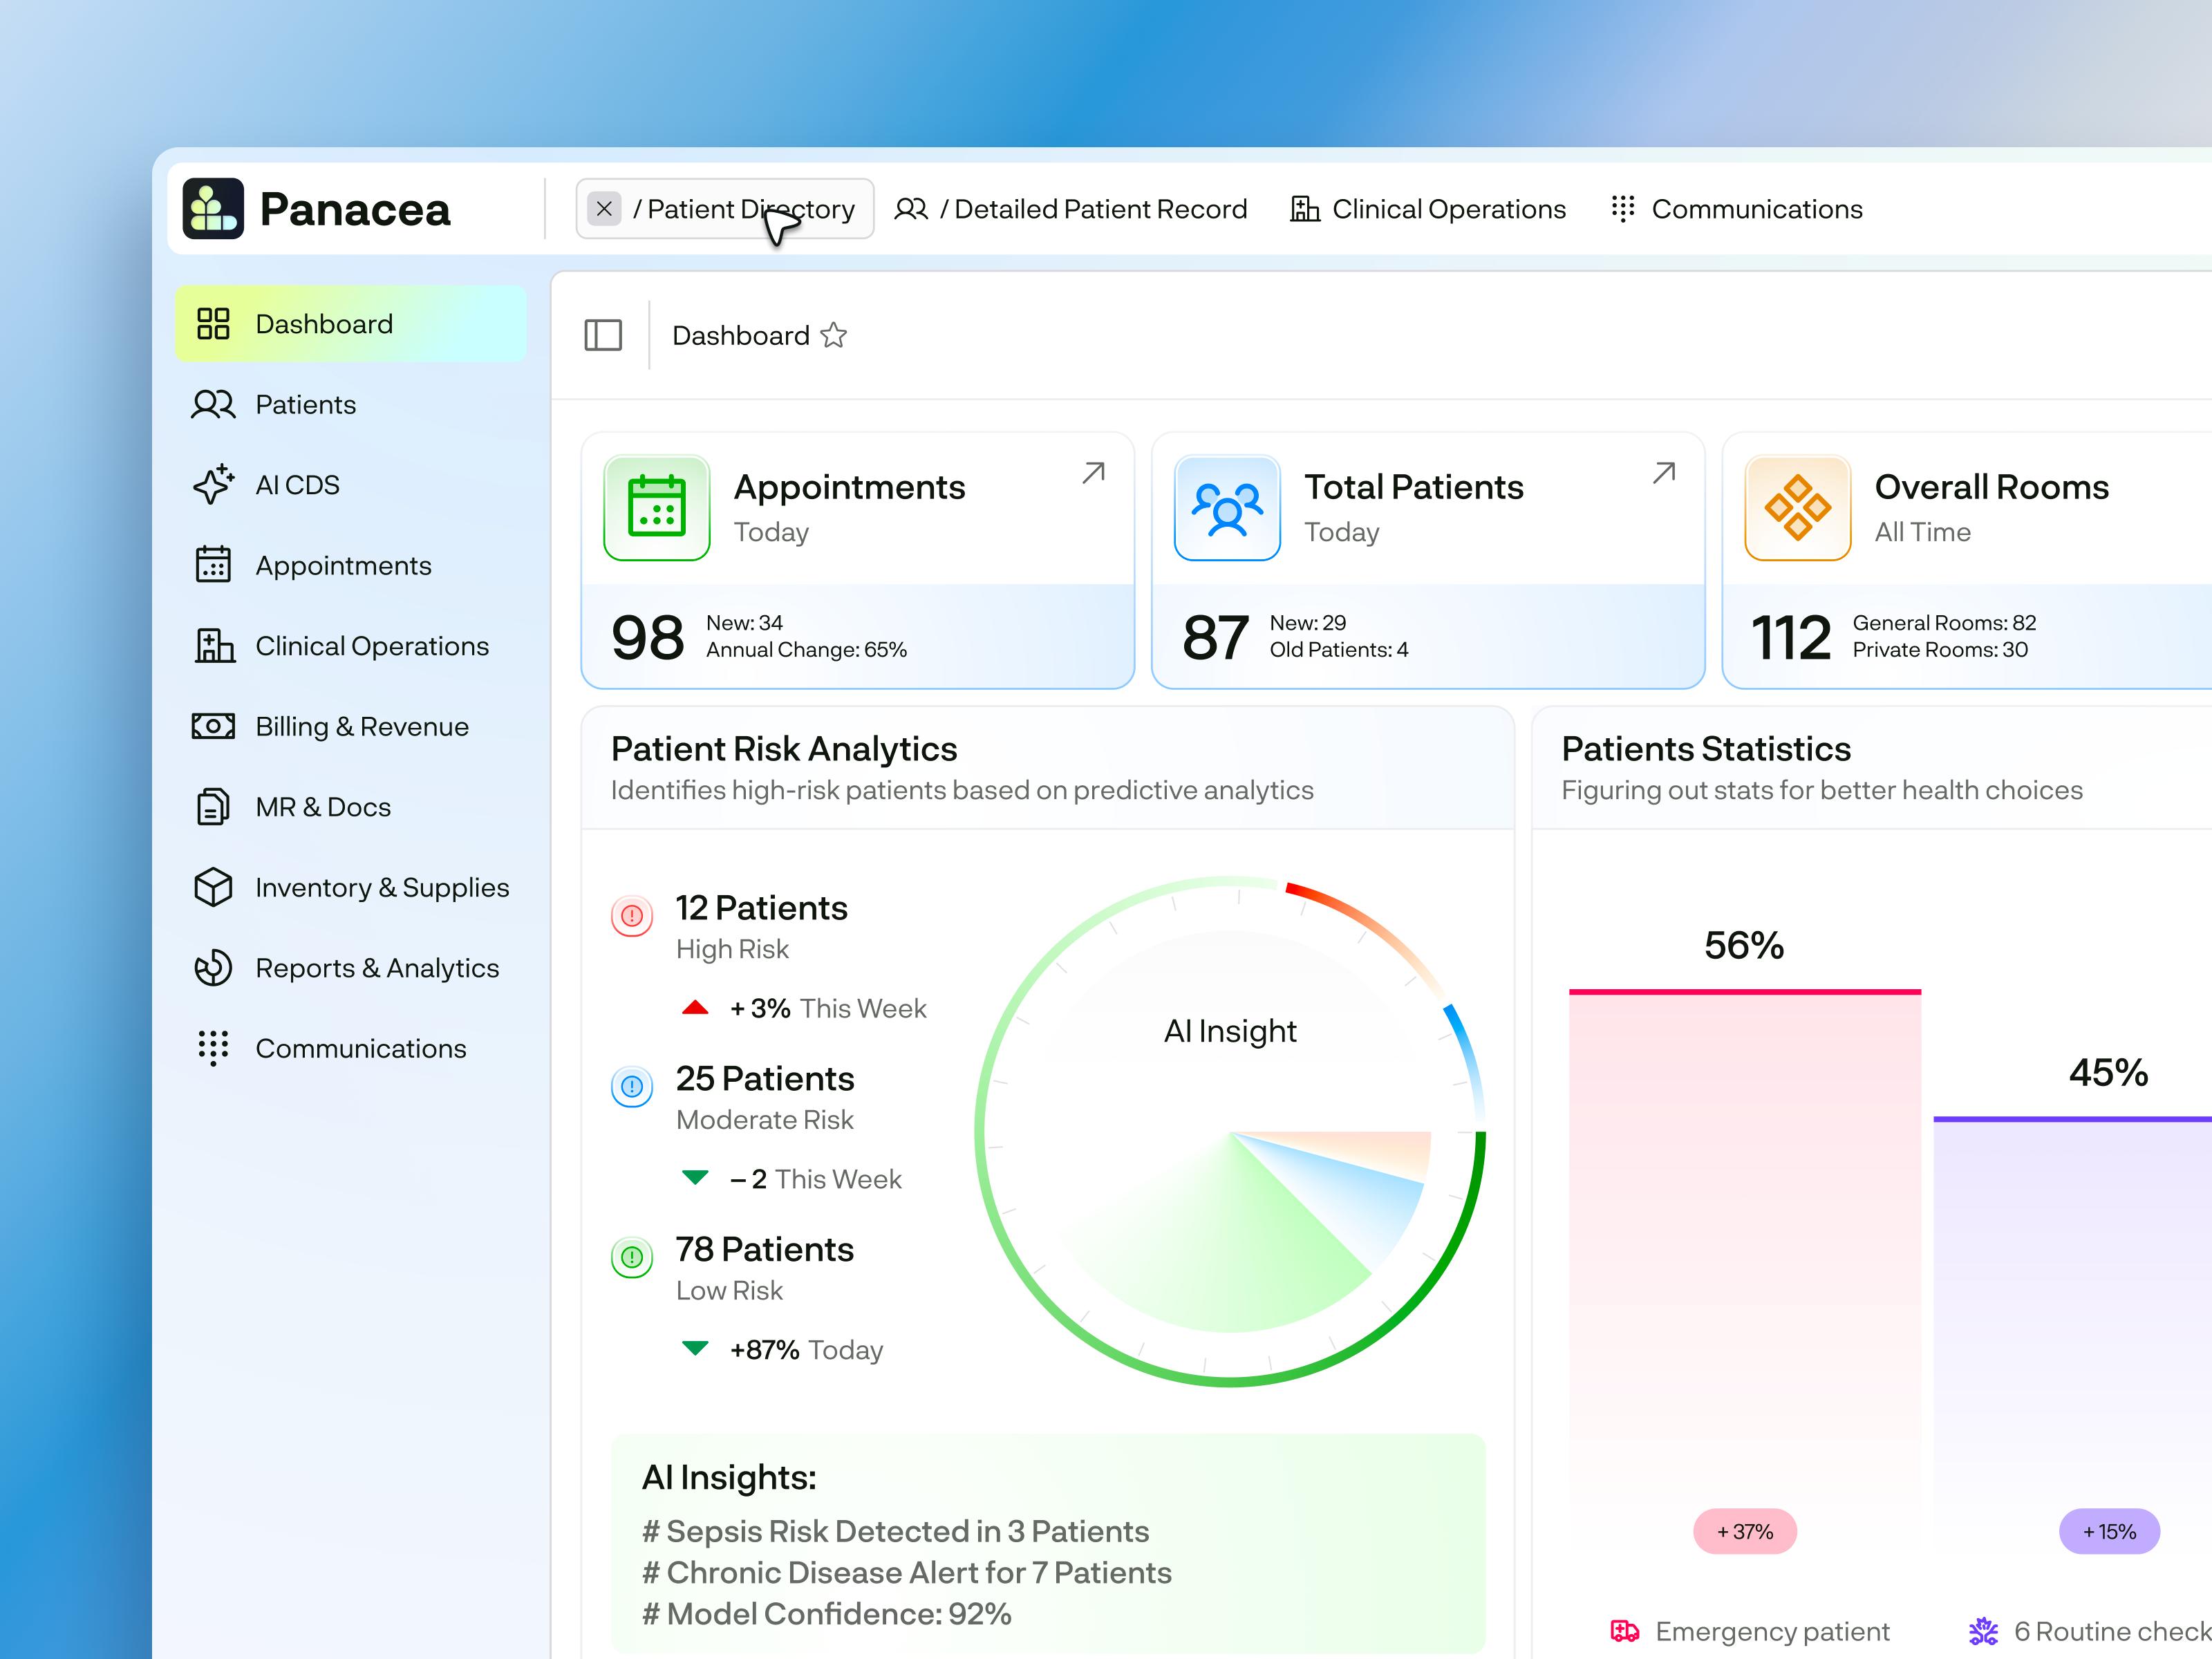 Panacea
/ Patient Directory
/ Detailed Patient Record
Clinical Operations
Communications
Dashboard
Patients
AI CDS
Appointments
Clinical Operations
Billing & Revenue
MR & Docs
Inventory & Supplies
Reports & Analytics
Communications
Dashboard
Appointments
Today
98
New: 34
Annual Change: 65%
Total Patients
Today
87
New: 29
Old Patients: 4
Overall Rooms
All Time
112
General Rooms: 82
Private Rooms: 30
Patient Risk Analytics
Identifies high-risk patients based on predictive analytics
12 Patients
High Risk
+ 3% This Week
25 Patients
Moderate Risk
– 2 This Week
78 Patients
Low Risk
+87% Today
AI Insight
AI Insights:
# Sepsis Risk Detected in 3 Patients
# Chronic Disease Alert for 7 Patients
# Model Confidence: 92%
Patients Statistics
Figuring out stats for better health choices
56%
45%
+ 37%
+ 15%
Emergency patient
6 Routine check